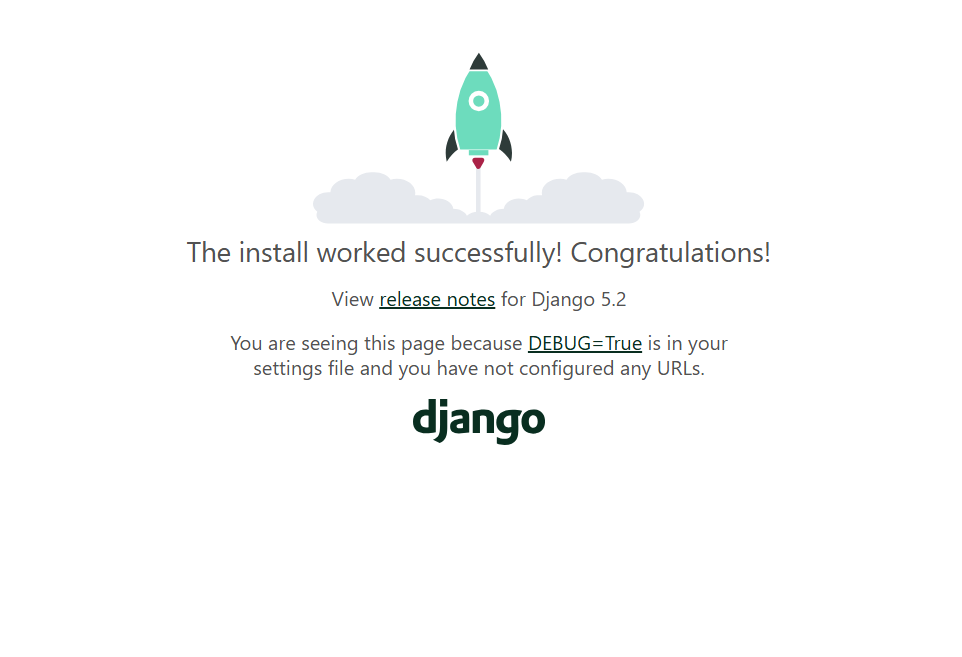 The install worked successfully! Congratulations!
View release notes for Django 5.2
You are seeing this page because DEBUG=True is in your
settings file and you have not configured any URLs.
django